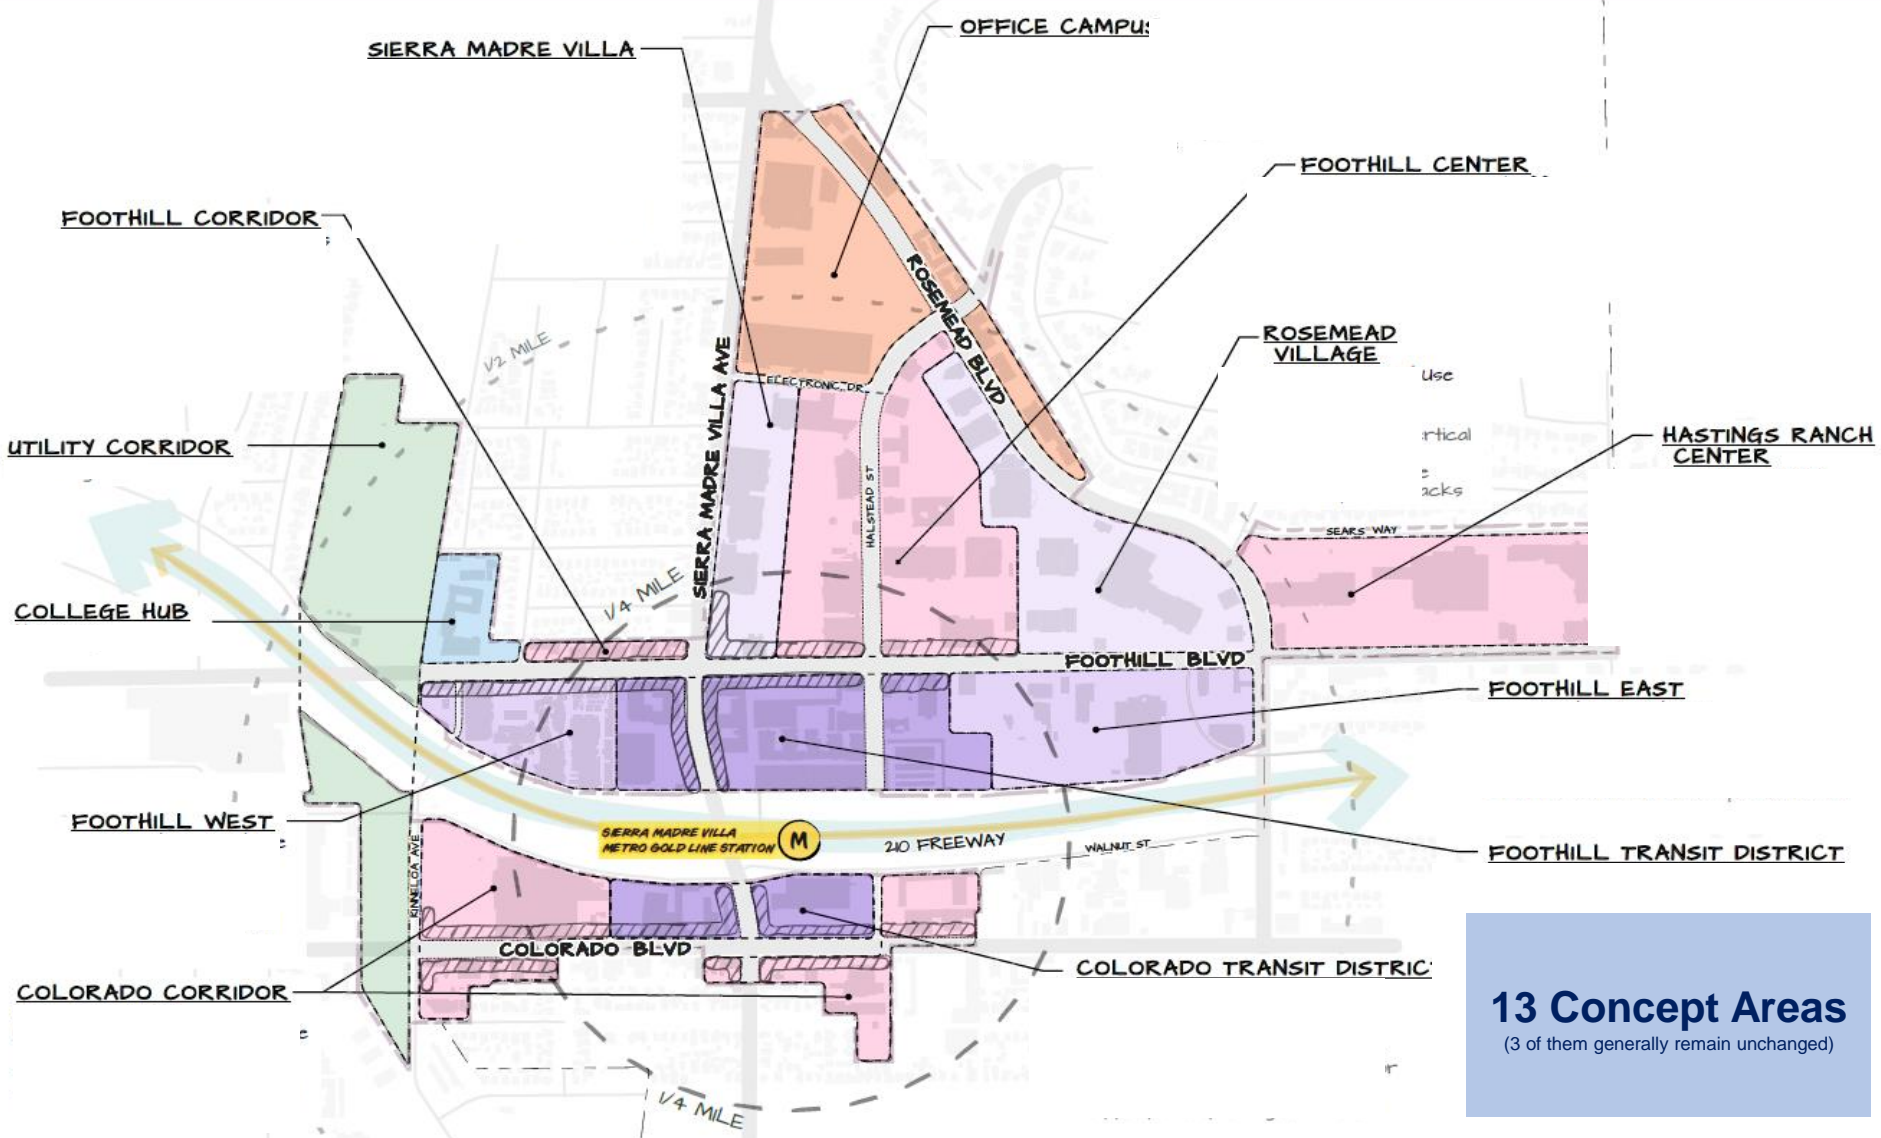 OFFICE CAMPUS
SIERRA MADRE VILLA
FOOTHILL CENTER
FOOTHILL CORRIDOR
ROSEMEAD BLVD
ROSEMEAD
VILLAGE
1/2 MILE
SIERRA MADRE VILLA AVE
ELECTRONIC DR
use
rtical
e
acks
UTILITY CORRIDOR
HASTINGS RANCH
CENTER
HALSTEAD ST
SEARS WAY
1/4 MILE
COLLEGE HUB
FOOTHILL BLVD
FOOTHILL EAST
FOOTHILL WEST
SIERRA MADRE VILLA
METRO GOLD LINE STATION
M
210 FREEWAY
WALNUT ST
FOOTHILL TRANSIT DISTRICT
KINNELOA AVE
COLORADO BLVD
COLORADO TRANSIT DISTRIC
COLORADO CORRIDOR
1/4 MILE
13 Concept Areas
(3 of them generally remain unchanged)